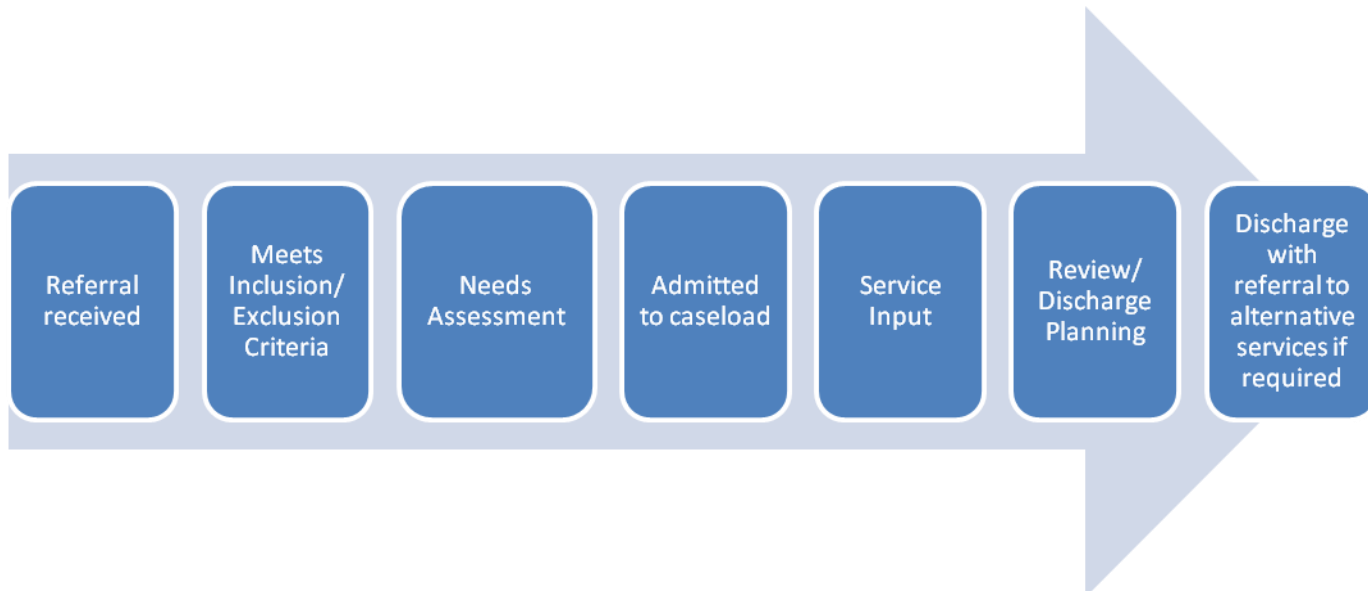 Referral
received
Meets
Inclusion/
Exclusion
Criteria
Needs
Assessment
Admitted
to caseload
Service
Input
Review/
Discharge
Planning
Discharge
with
referral to
alternative
services if
required